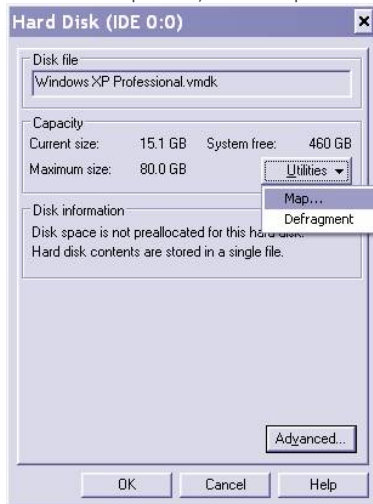 Hard Disk (IDE 0:0)
Disk file
Windows XP Professional.vmdk
Capacity
Current size: 15.1 GB System free: 460 GB
Maximum size: 80.0 GB Utilities
Map...
Defragment
Disk information
Disk space is not preallocated for this hard disk.
Hard disk contents are stored in a single file.
Advanced...
OK Cancel Help